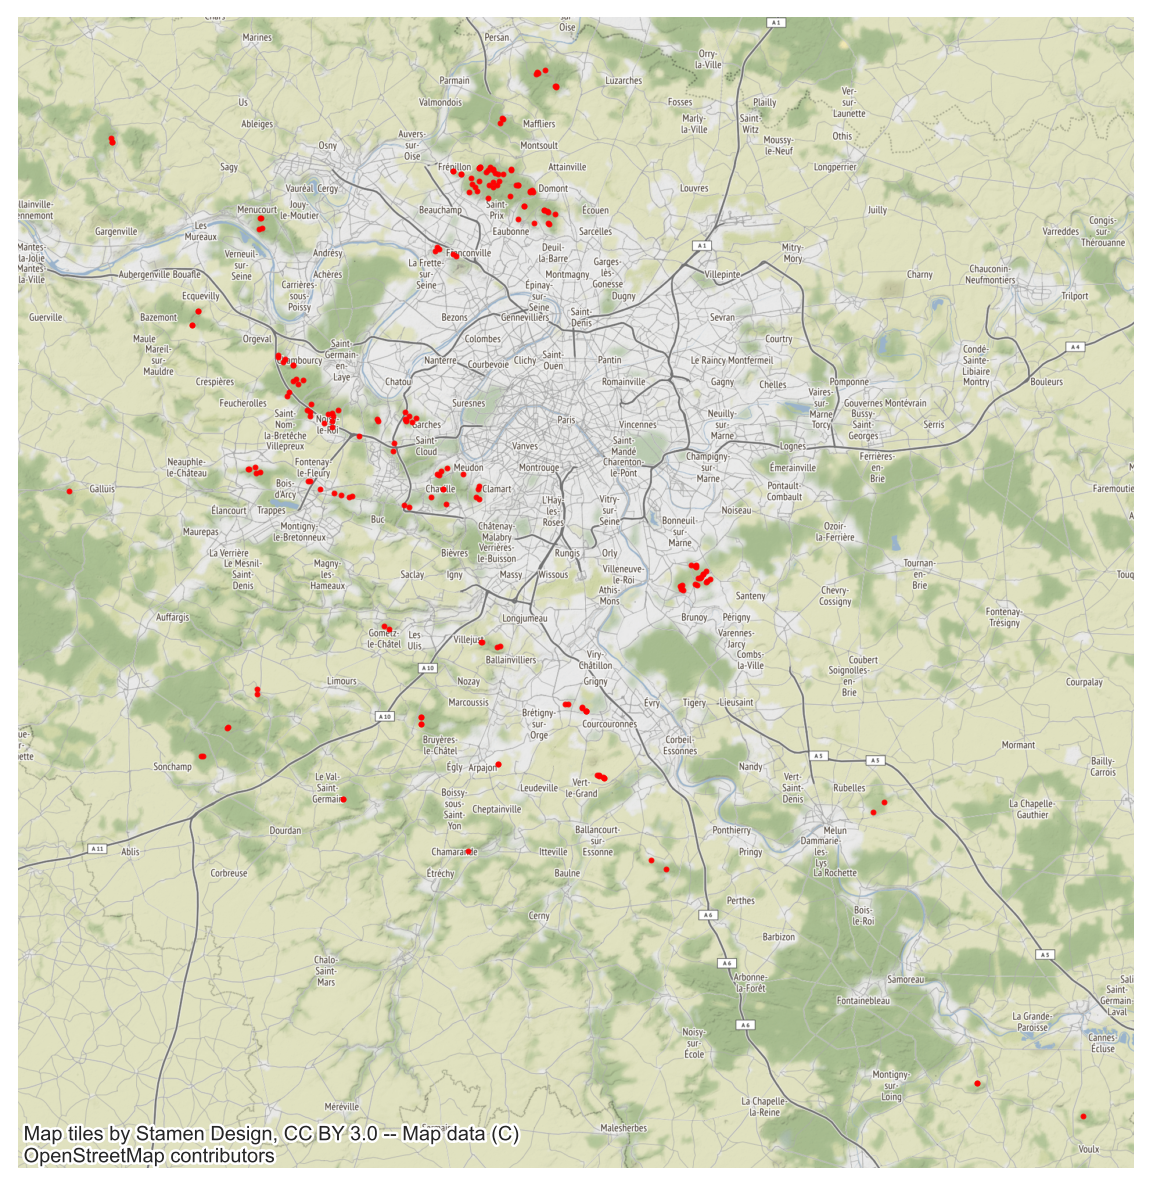 Chars
sur-
Oise
A 1
Marines
Persan
Orry-
la-Ville
Parmain
Luzarches
Us
Valmondois
Fosses
Plailly
Ver-
sur-
Launette
Ableiges
Maffliers
Marly-
la-Ville
Saint-
Witz
Othis
Auvers-
sur-
Oise
Moussy-
le-Neuf
Osny
Montsoult
Sagy
Frépillon
Attainville
Longperrier
Vauréal Cergy
Domont
Louvres
Jouy-
le-Moutier
Saint-
Prix
Menucourt
Beauchamp
Écouen
Juilly
Gargenville
Les
Mureaux
Eaubonne
Sarcelles
Varreddes
Congis-
sur-
Thérouanne
Mantes-
la-Jolie
Mantes-
la-Ville
Verneuil-
sur-
Seine
Andrésy
Franconville
Deuil-
la-Barre
A 1
Mitry-
Mory
Achères
La Frette-
sur-
Seine
Montmagny
Garges-
lès-
Gonesse
Villepinte
Charny
Chauconin-
Neufmontiers
Aubergenville Bouafle
Carrières-
sous-
Poissy
Épinay-
sur-
Seine
Dugny
Trilport
Ecquevilly
Guerville
Bazemont
Bezons
Gennevilliers
Saint-
Denis
Sevran
Maule
Orgeval
Saint-
Germain-
en-
Laye
Colombes
Courtry
A 4
Mareil-
sur-
Mauldre
Chambourcy
Nanterre
Courbevoie
Clichy
Saint-
Ouen
Pantin
Le Raincy Montfermeil
Condé-
Sainte-
Libiaire
Montry
Crespières
Chatou
Romainville
Gagny
Chelles
Pomponne
Bouleurs
Feucherolles
Suresnes
Vaires-
sur-
Marne
Torcy
Gouvernes Montévrain
Saint-
Nom-
la-Bretèche
Villepreux
Noisy-
le-Roi
Garches
Paris
Vincennes
Neuilly-
sur-
Marne
Bussy-
Saint-
Georges
Serris
Saint-
Cloud
Vanves
Saint-
Mandé
Lognes
Neauphle-
le-Château
Fontenay-
le-Fleury
Meudon
Montrouge
Charenton-
le-Pont
Champigny-
sur-
Marne
Émerainville
Ferrières-
en-
Brie
Galluis
Bois-
d'Arcy
Chaville
Clamart
Pontault-
Combault
Faremoutie
Élancourt
Trappes
Buc
L'Haÿ-
les-
Roses
Vitry-
sur-
Seine
Noiseau
Maurepas
Montigny-
le-Bretonneux
Châtenay-
Malabry
Verrières-
le-Buisson
Bonneuil-
sur-
Marne
Ozoir-
la-Ferrière
La Verrière
Le Mesnil-
Saint-
Denis
Magny-
les-
Hameaux
Bièvres
Rungis
Orly
Tournan-
en-
Brie
Saclay
Igny
Massy
Wissous
Villeneuve-
le-Roi
Athis-
Mons
Santeny
Chevry-
Cossigny
Auffargis
Longjumeau
Brunoy
Périgny
Fontenay-
Trésigny
Gometz-
le-Châtel
Les
Ulis
Villejust
Varennes-
Jarcy
Ballainvilliers
Viry-
Châtillon
Grigny
Combs-
la-Ville
Coubert
Soignolles-
en-
Brie
A 10
Limours
Nozay
Courpalay
Marcoussis
Évry
Tigery
Lieusaint
A 10
Brétigny-
sur-
Orge
Courcouronnes
Bruyères-
le-Châtel
Corbeil-
Essonnes
Mormant
Sonchamp
Égly
Arpajon
A 5
A 5
Bailly-
Carrois
Nandy
Le Val-
Saint-
Germain
Leudeville
Vert-
le-Grand
Vert-
Saint-
Denis
Rubelles
Boissy-
sous-
Saint-
Yon
Cheptainville
La Chapelle-
Gauthier
Dourdan
Ballancourt-
sur-
Essonne
Ponthierry
Melun
A 11
Ablis
Chamarande
Itteville
Pringy
Dammarie-
les-
Lys
La Rochette
Corbreuse
Étréchy
Baulne
Perthes
Cerny
A 6
Bois-
le-Roi
Barbizon
Chalo-
Saint-
Mars
A 6
A 5
Arbonne-
la-Forêt
Samoreau
Fontainebleau
Saint-
Germain-
Laval
A 6
La Grande-
Paroisse
Noisy-
sur-
École
Cannes-
Écluse
Montigny-
sur-
Loing
Méréville
La Chapelle-
la-Reine
Malesherbes
Voulx
Map tiles by Stamen Design, CC BY 3.0 -- Map data (C)
OpenStreetMap contributors